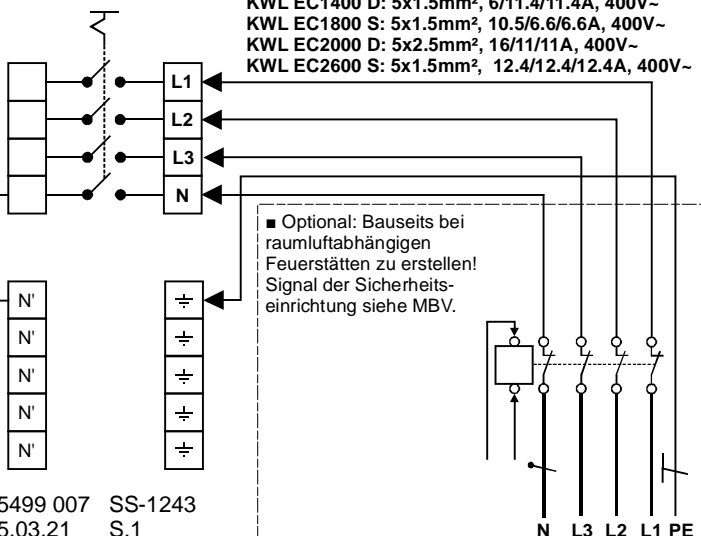 KWL EC1400 D: 5x1.5mm², 6/11.4/11.4A, 400V~
KWL EC1800 S: 5x1.5mm², 10.5/6.6/6.6A, 400V~
KWL EC2000 D: 5x2.5mm², 16/11/11A, 400V~
KWL EC2600 S: 5x1.5mm², 12.4/12.4/12.4A, 400V~
L1
L2
L3
N
■ Optional: Bauseits bei
raumluftabhängigen
Feuerstätten zu erstellen!
Signal der Sicherheits-
einrichtung siehe MBV.
N'
N'
N'
N'
N'
5499 007 SS-1243
5.03.21 S.1
N L3 L2 L1 PE